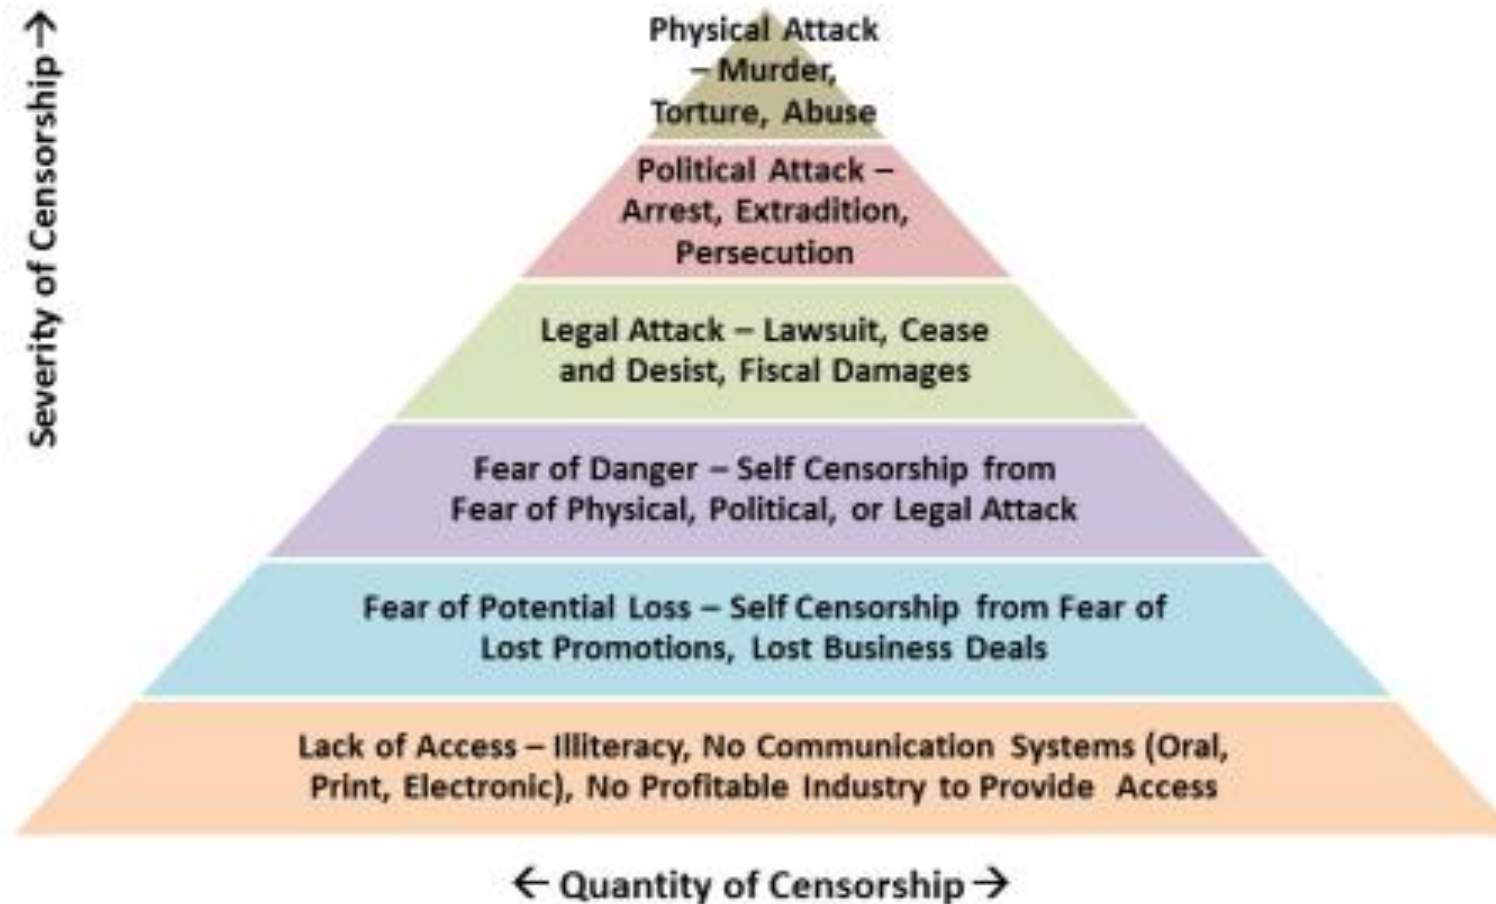 Severity of Censorship→
Physical Attack
– Murder,
Torture, Abuse
Political Attack –
Arrest, Extradition,
Persecution
Legal Attack – Lawsuit, Cease
and Desist, Fiscal Damages
Fear of Danger – Self Censorship from
Fear of Physical, Political, or Legal Attack
Fear of Potential Loss – Self Censorship from Fear of
Lost Promotions, Lost Business Deals
Lack of Access – Illiteracy, No Communication Systems (Oral,
Print, Electronic), No Profitable Industry to Provide Access
← Quantity of Censorship →